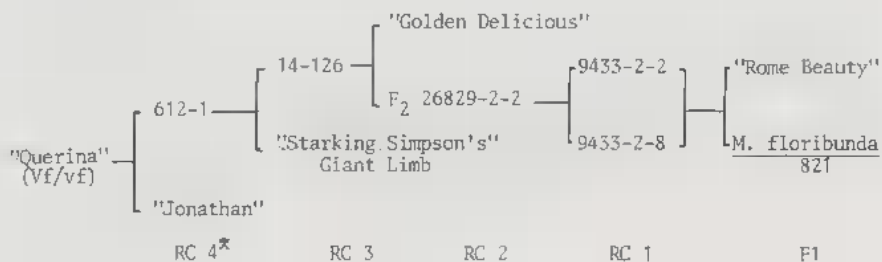 "Golden Delicious"
14-126
9433-2-2
"Rome Beauty"
612-1
F2 26829-2-2
"Querina"
(Vf/vf)
"Starking Simpson's"
Giant Limb
9433-2-8
M. floribunda
821
"Jonathan"
RC 4* RC 3 RC 2 RC 1 F1